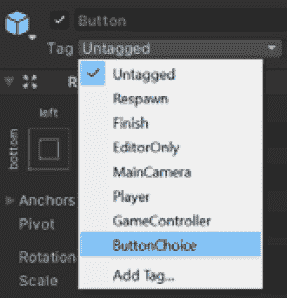 Button
Tag Untagged
Untagged
Respawn
Finish
EditorOnly
MainCamera
Player
GameController
ButtonChoice
Add Tag...
R
left
bottom
Anchors
Pivot
Rotation
Scale